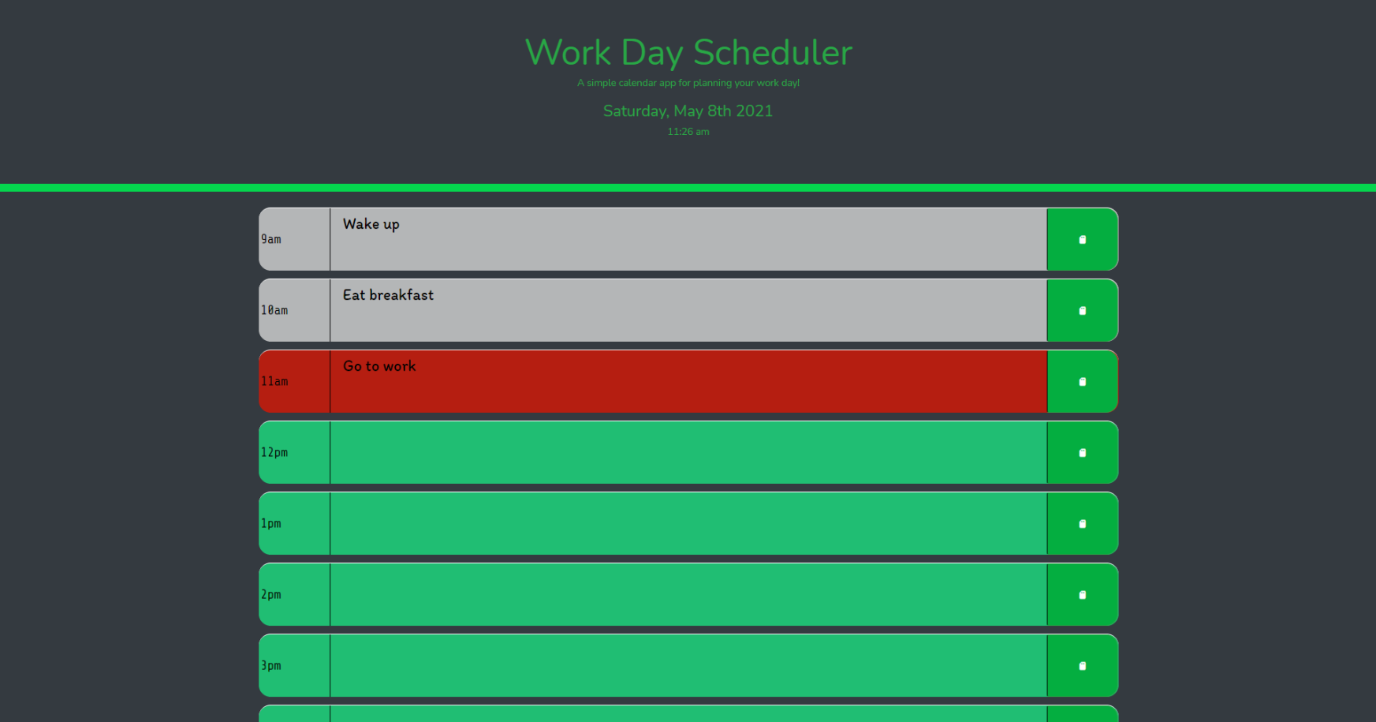 Work Day Scheduler
A simple calendar app for planning your work day!
Saturday, May 8th 2021
11:26 am
9am
Wake up
10am
Eat breakfast
11am
Go to work
12pm
1pm
2pm
3pm